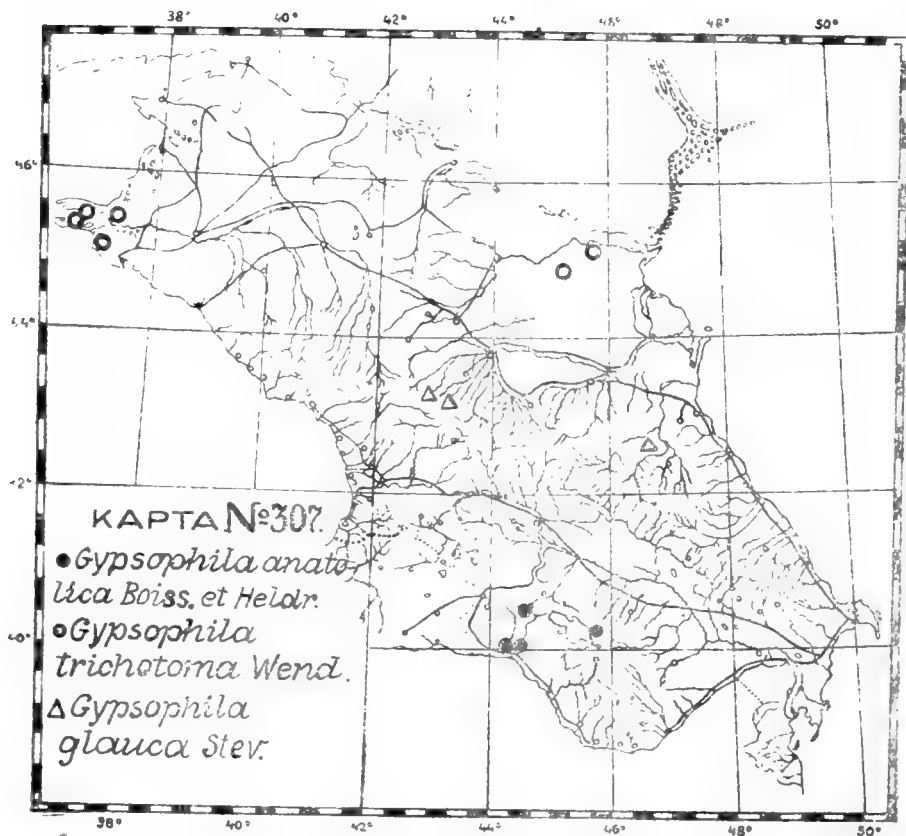 38° 40° 42° 44° 46° 48° 50°
46°
44°
42°
КАРТА №307.
Gypsophila anato
lica Boiss. et Heldr.
40°
Gypsophila
trichotoma Wend.
Gypsophila
glauca Stev.
38° 40° 42° 44° 46° 48° 50°